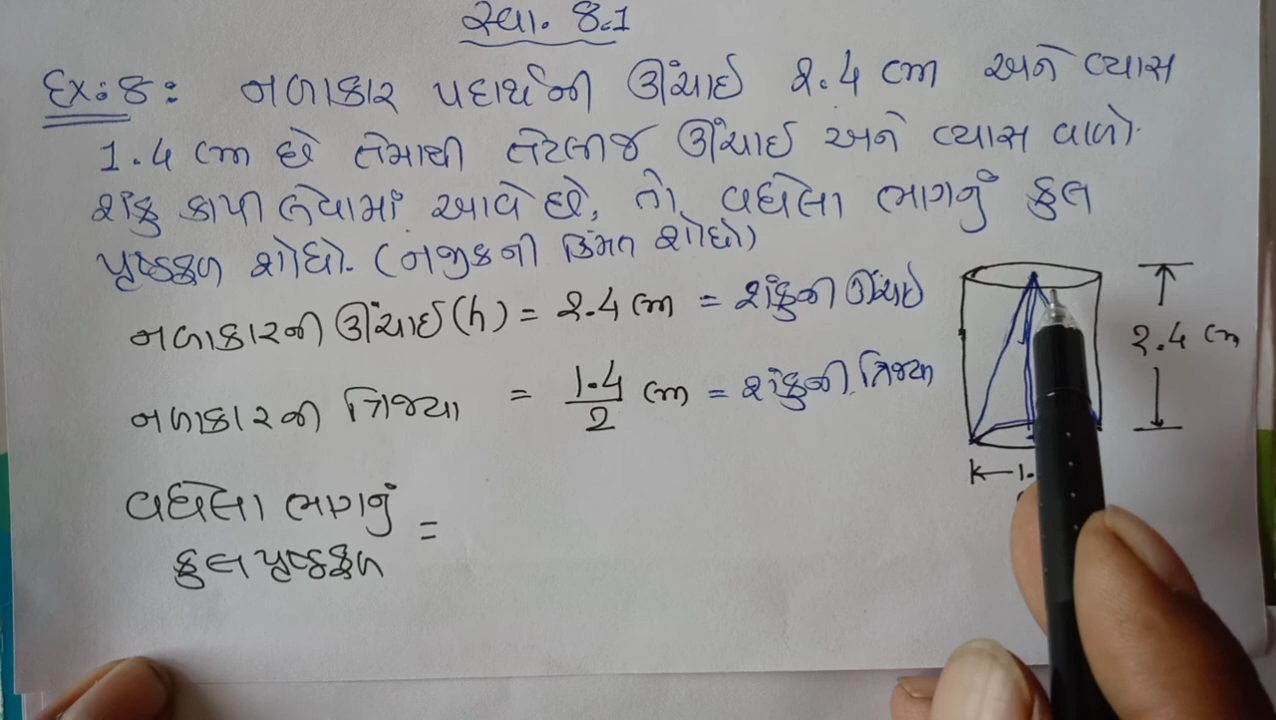 સ્વા. 8.1
Ex:8: નળાકાર પદાર્થની ઊંચાઈ 2.4 cm અને વ્યાસ
1.4 cm છે તેમાથી તેટલીજ ઊંચાઈ અને વ્યાસ વાળો
શંકુ કાપી લેવામાં આવે છે, તો વધેલા ભાગનું કુલ
પૃષ્ઠફળ શોધો. (નજીકની કિંમત શોધો)
નળાકારની ઊંચાઈ (h) = 2.4 cm = શંકુની ઊંચાઈ
નળાકારની ત્રિજ્યા = 1.4/2 cm = શંકુની ત્રિજ્યા
2.4 cm
1.
વધેલા ભાગનું
કુલ પૃષ્ઠફળ =